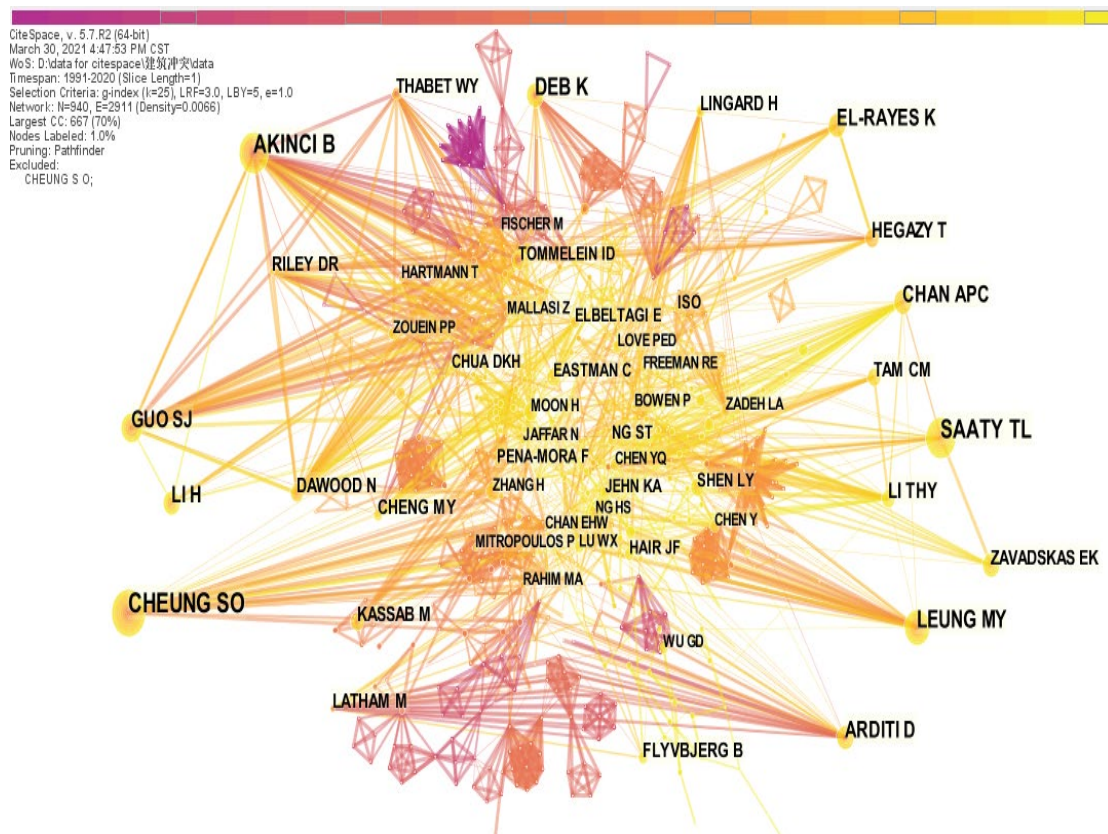 CiteSpace, v. 5.7.R2 (64-bit)
March 30, 2021 4:47:53 PM CST
WoS: D:\data for citespace\建筑冲突\data
Timespan: 1991-2020 (Slice Length=1)
Selection Criteria: g-index (k=25), LRF=3.0, LBY=5, e=1.0
Network: N=940, E=2911 (Density=0.0066)
Largest CC: 667 (70%)
Nodes Labeled: 1.0%
Pruning: Pathfinder
Excluded:
CHEUNG S O;
THABET WY
DEB K
LINGARD H
EL-RAYES K
AKINCI B
FISCHER M
HEGAZY T
TOMMELEIN ID
RILEY DR
HARTMANN T
CHAN APC
MALLASI Z
ELBELTAGI E
ISO
ZOUEIN PP
LOVE PED
CHUA DKH
EASTMAN C
FREEMAN RE
TAM CM
MOON H
BOWEN P
ZADEH LA
GUO SJ
JAFFAR N
NG ST
SAATY TL
PENA-MORA F
CHEN YQ
LI H
DAWOOD N
ZHANG H
JEHN KA
SHEN LY
LI THY
CHENG MY
NG HS
CHAN EHW
CHEN Y
MITROPOULOS P
LU WX
HAIR JF
ZAVADSKAS EK
RAHIM MA
CHEUNG SO
KASSAB M
LEUNG MY
WU GD
LATHAM M
ARDITI D
FLYVBJERG B